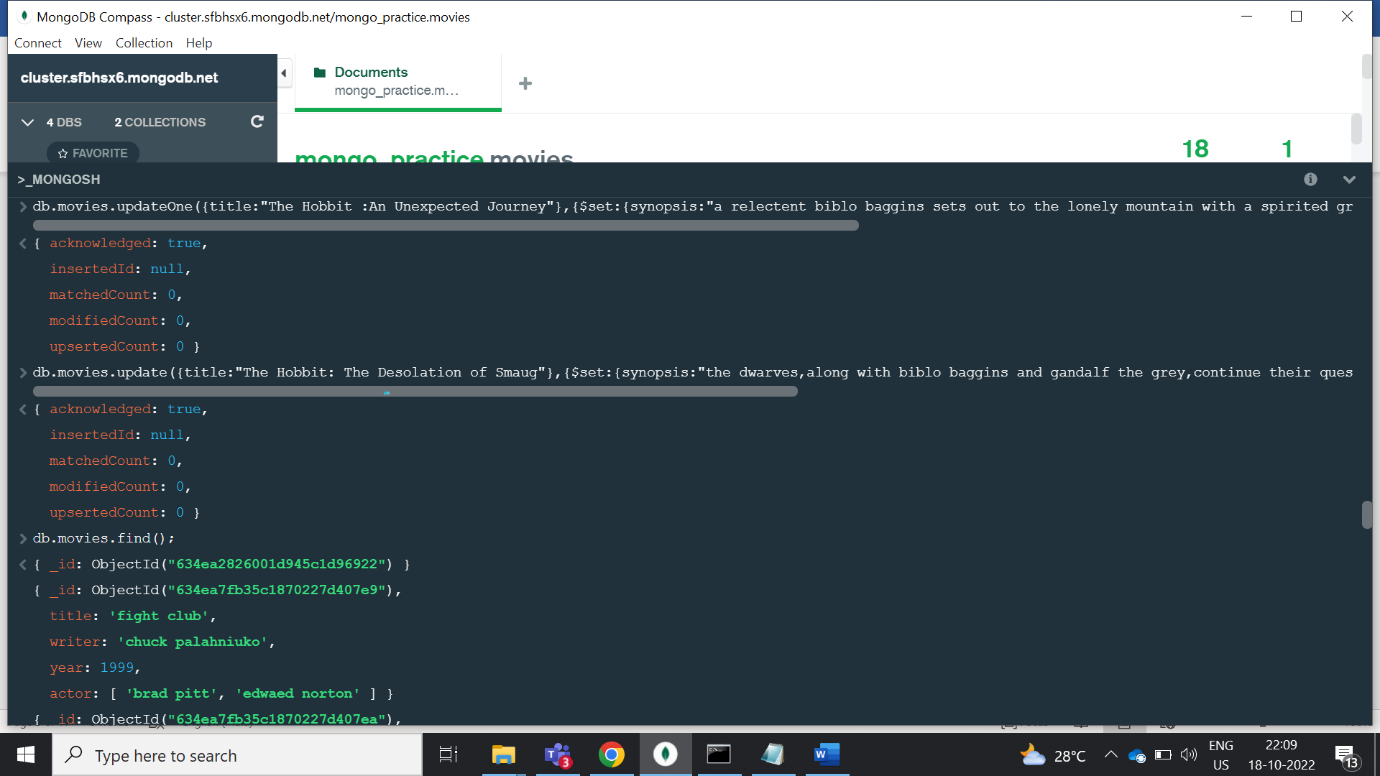 MongoDB Compass - cluster.sfbhsx6.mongodb.net/mongo_practice.movies
Connect View Collection Help
cluster.sfbhsx6.mongodb.net
Documents
mongo_practice.m...
4 DBS 2 COLLECTIONS
FAVORITE
mongo_practice.movies
18 1
>_MONGOSH
db.movies.updateOne({title:"The Hobbit :An Unexpected Journey"},{$set:{synopsis:"a relectent biblo baggins sets out to the lonely mountain with a spirited gr
{ acknowledged: true,
insertedId: null,
matchedCount: 0,
modifiedCount: 0,
upsertedCount: 0 }
db.movies.update({title:"The Hobbit: The Desolation of Smaug"},{$set:{synopsis:"the dwarves,along with biblo baggins and gandalf the grey,continue their ques
{ acknowledged: true,
insertedId: null,
matchedCount: 0,
modifiedCount: 0,
upsertedCount: 0 }
db.movies.find();
{ _id: ObjectId("634ea2826001d945c1d96922") }
{ _id: ObjectId("634ea7fb35c1870227d407e9"),
title: 'fight club',
writer: 'chuck palahniuko',
year: 1999,
actor: [ 'brad pitt', 'edwaed norton' ] }
{ _id: ObjectId("634ea7fb35c1870227d407ea"),
Type here to search
3
28°C
ENG
US
22:09
18-10-2022
13